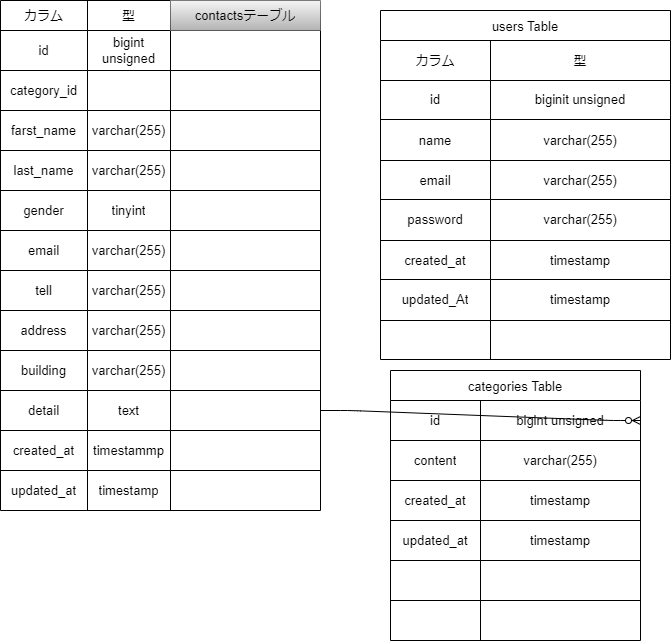 カラム 型 contactsテーブル
id bigint
unsigned
category_id
farst_name varchar(255)
last_name varchar(255)
gender tinyint
email varchar(255)
tell varchar(255)
address varchar(255)
building varchar(255)
detail text
created_at timestammp
updated_at timestamp
users Table
カラム 型
id biginit unsigned
name varchar(255)
email varchar(255)
password varchar(255)
created_at timestamp
updated_At timestamp
categories Table
id bigint unsigned
content varchar(255)
created_at timestamp
updated_at timestamp